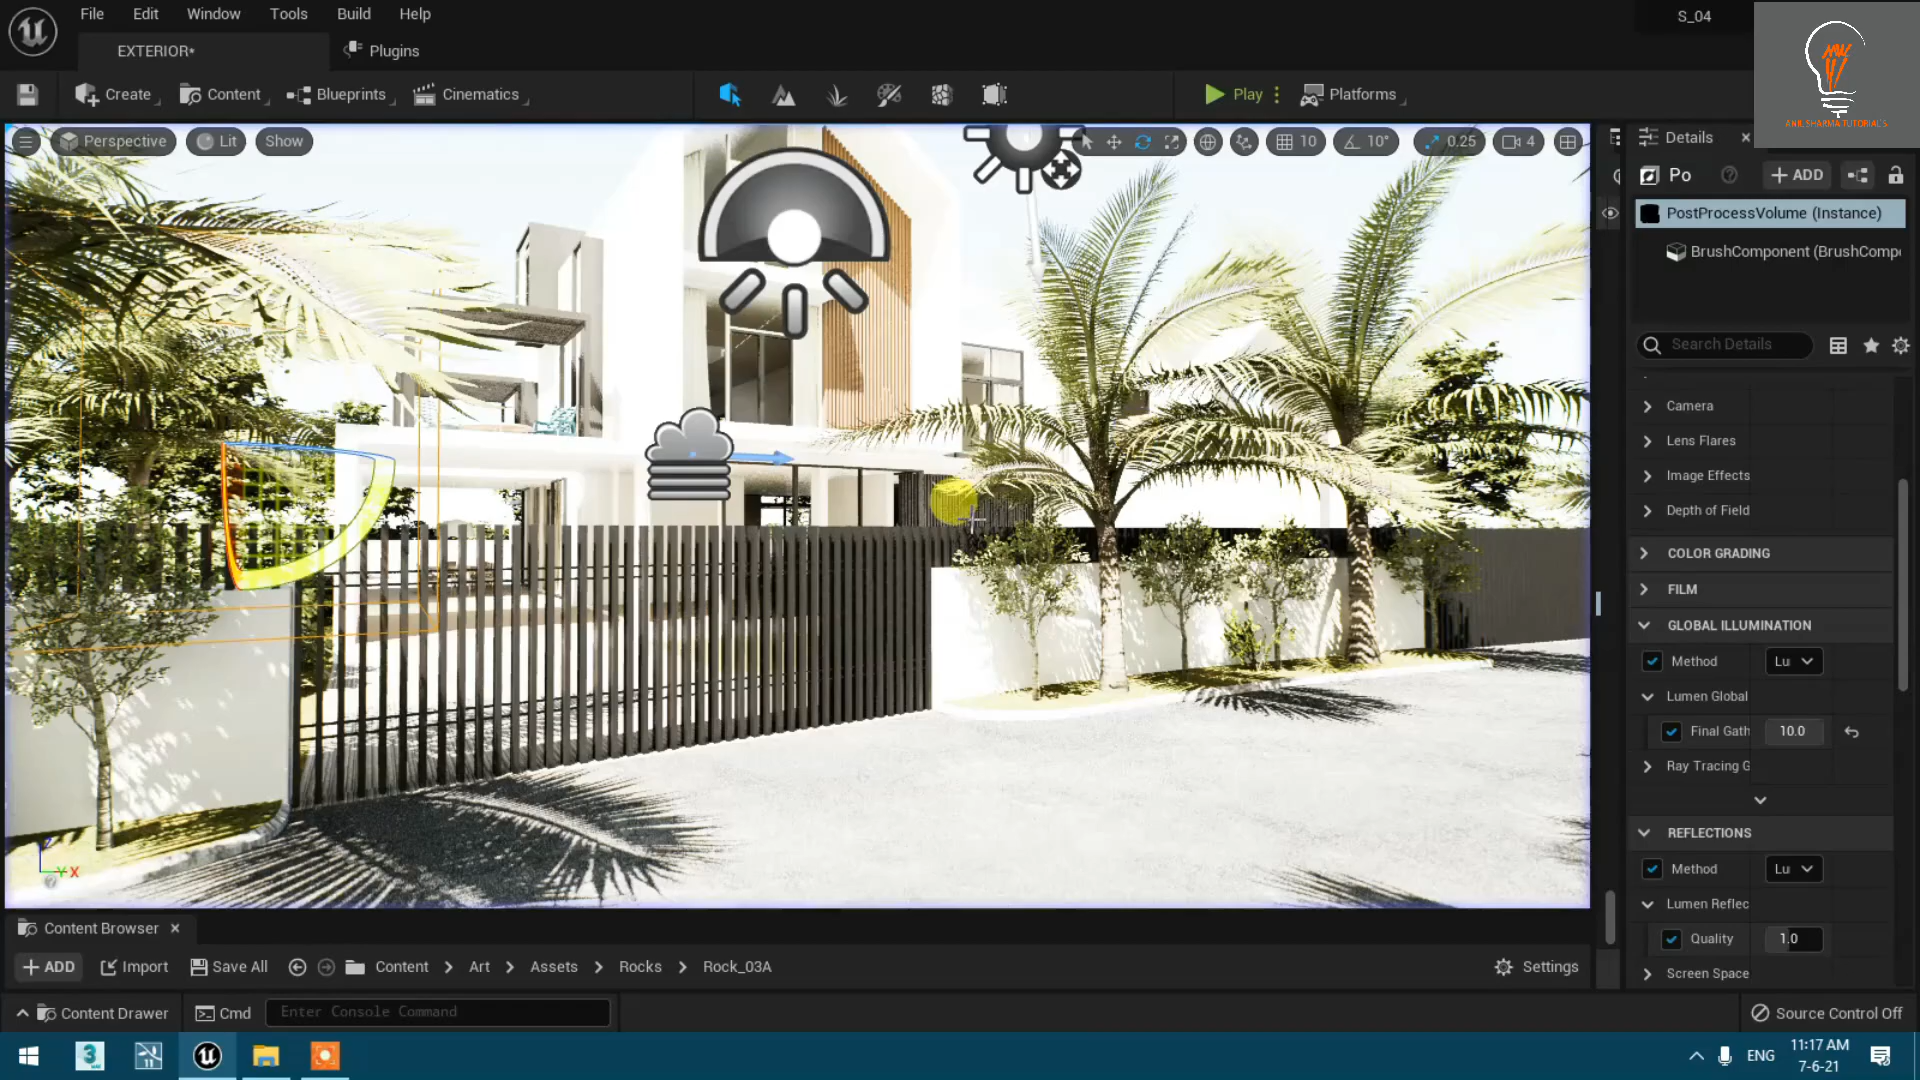 File Edit Window Tools Build Help
S_04
EXTERIOR*
Plugins
Create
Content
Blueprints
Cinematics
Play
Platforms
ANIL SHARMA TUTORIAL'S
Perspective
Lit
Show
10
10°
0.25
4
Details
Po
ADD
PostProcessVolume (Instance)
BrushComponent (BrushCompo
Search Details
Camera
Lens Flares
Image Effects
Depth of Field
COLOR GRADING
FILM
GLOBAL ILLUMINATION
Method Lu
Lumen Global
Final Gath 10.0
Ray Tracing G
REFLECTIONS
Method Lu
Lumen Reflec
Quality 1.0
Screen Space
Y X
Content Browser
ADD Import Save All Content Art Assets Rocks Rock_03A Settings
Content Drawer Cmd Enter Console Command Source Control Off
ENG
11:17 AM
7-6-21